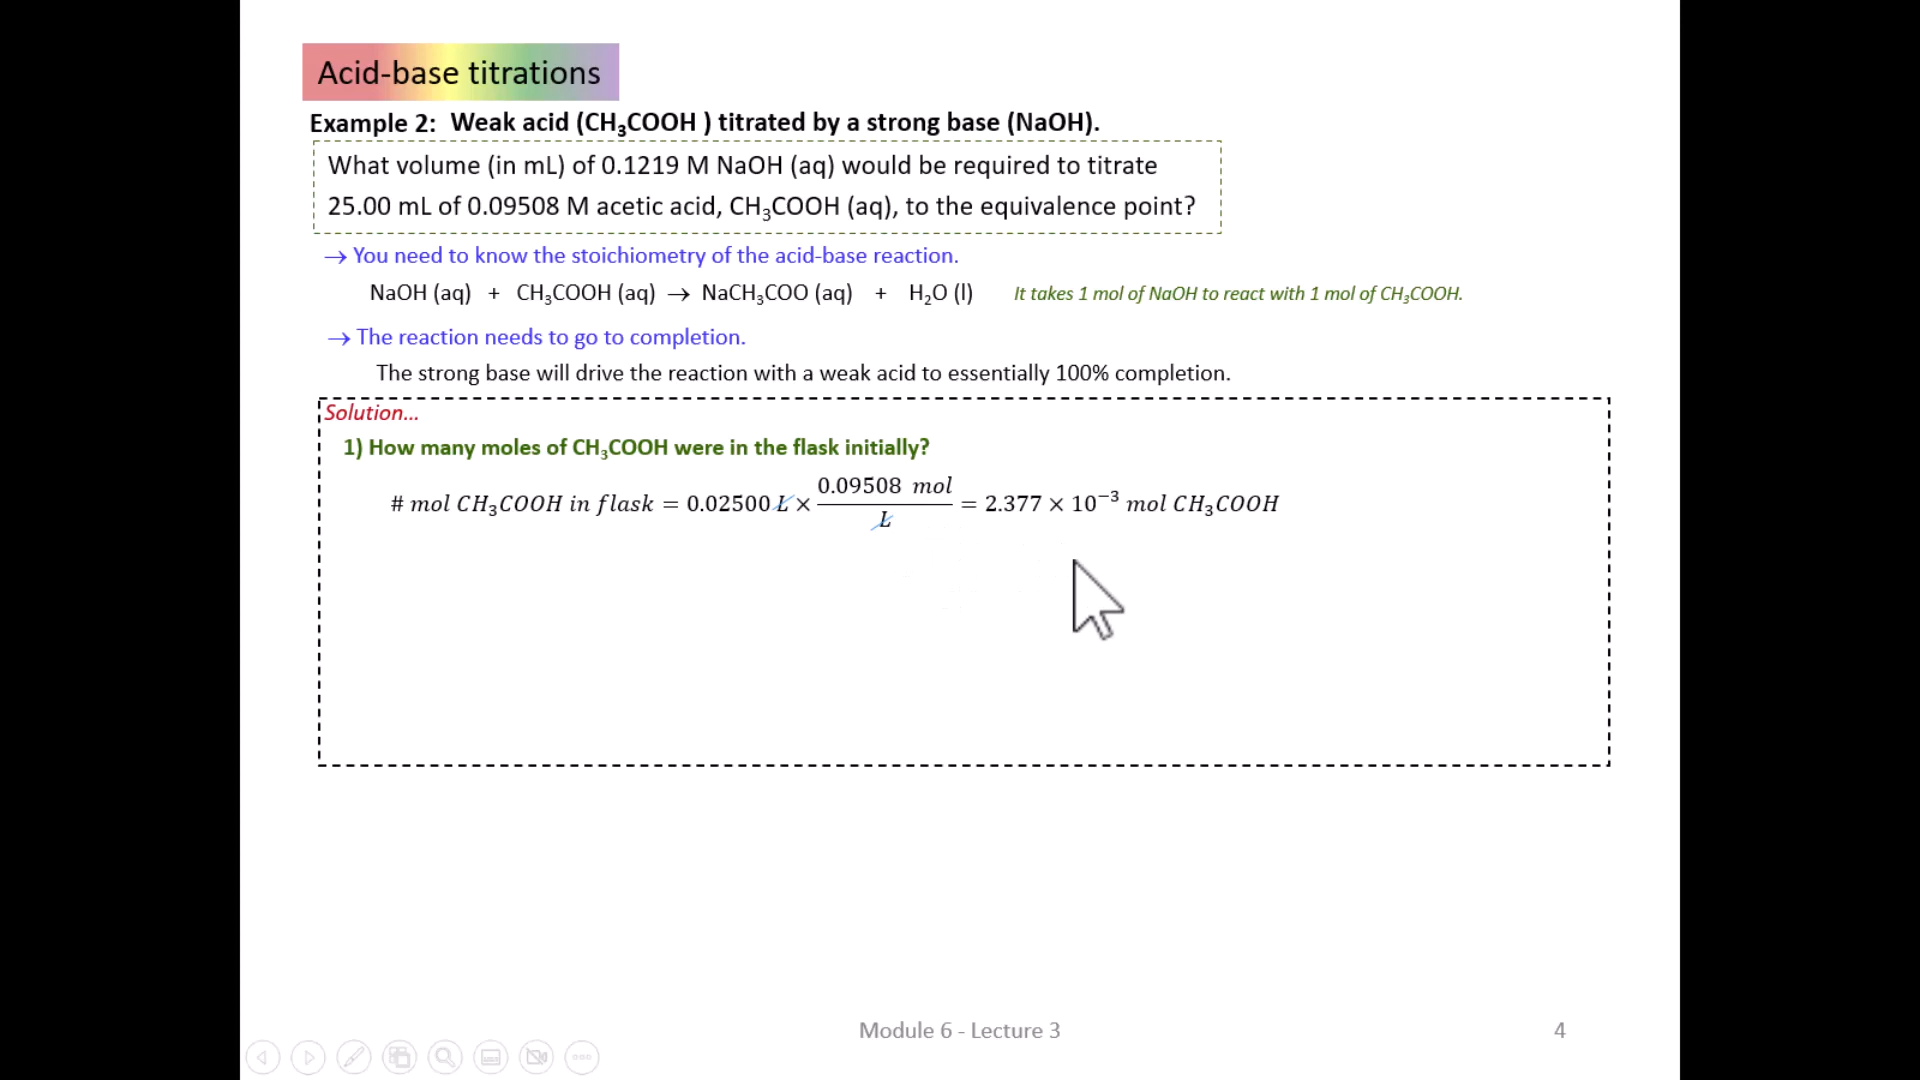 Acid-base titrations
Example 2: Weak acid (CH₃COOH ) titrated by a strong base (NaOH).
What volume (in mL) of 0.1219 M NaOH (aq) would be required to titrate
25.00 mL of 0.09508 M acetic acid, CH₃COOH (aq), to the equivalence point?
→ You need to know the stoichiometry of the acid-base reaction.
NaOH (aq) + CH₃COOH (aq) → NaCH₃COO (aq) + H₂O (l) It takes 1 mol of NaOH to react with 1 mol of CH₃COOH.
→ The reaction needs to go to completion.
The strong base will drive the reaction with a weak acid to essentially 100% completion.
Solution...
1) How many moles of CH₃COOH were in the flask initially?
# mol CH₃COOH in flask = 0.02500 L × 0.09508 mol / L = 2.377 × 10⁻³ mol CH₃COOH
Module 6 - Lecture 3 4